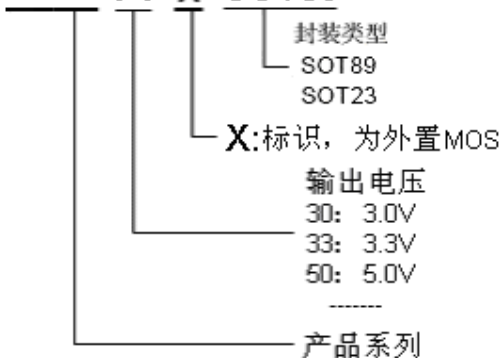 封装类型
SOT89
SOT23
X:标识，为外置MOS
输出电压
30：3.0V
33：3.3V
50：5.0V
-------
产品系列